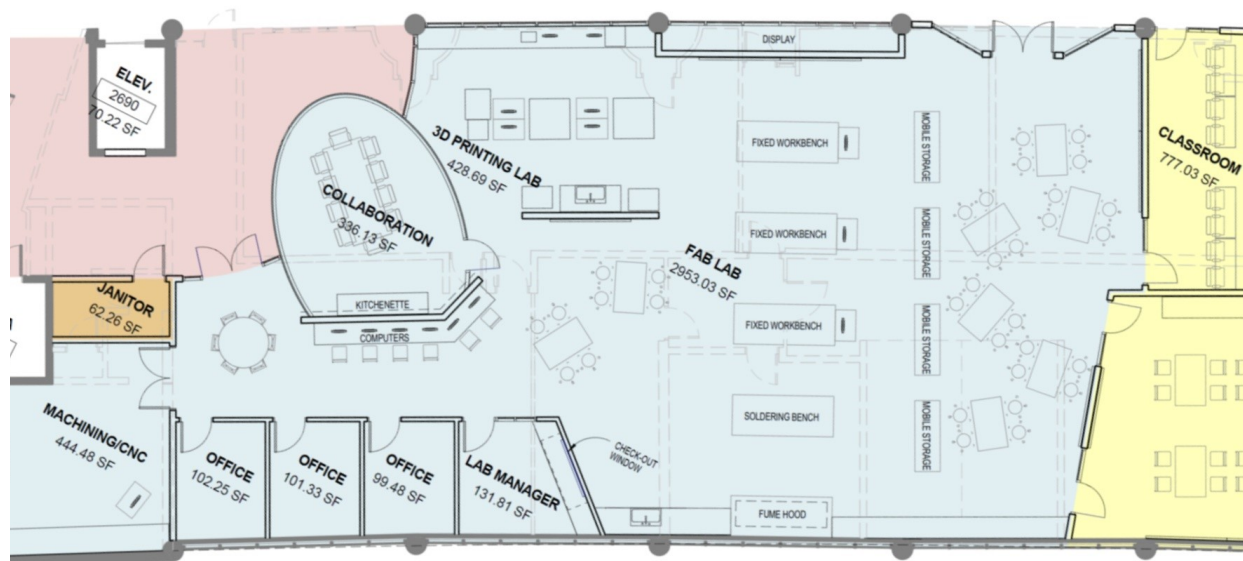 DISPLAY
ELEV.
2690
70.22 SF
3D PRINTING LAB
428.69 SF
FIXED WORKBENCH
MOBILE STORAGE
CLASSROOM
777.03 SF
COLLABORATION
336.13 SF
FIXED WORKBENCH
MOBILE STORAGE
FAB LAB
2953.03 SF
JANITOR
62.26 SF
KITCHENETTE
COMPUTERS
FIXED WORKBENCH
MOBILE STORAGE
MACHINING/CNC
444.48 SF
SOLDERING BENCH
MOBILE STORAGE
OFFICE
102.25 SF
OFFICE
101.33 SF
OFFICE
99.48 SF
LAB MANAGER
131.81 SF
CHECK-OUT
WINDOW
FUME HOOD